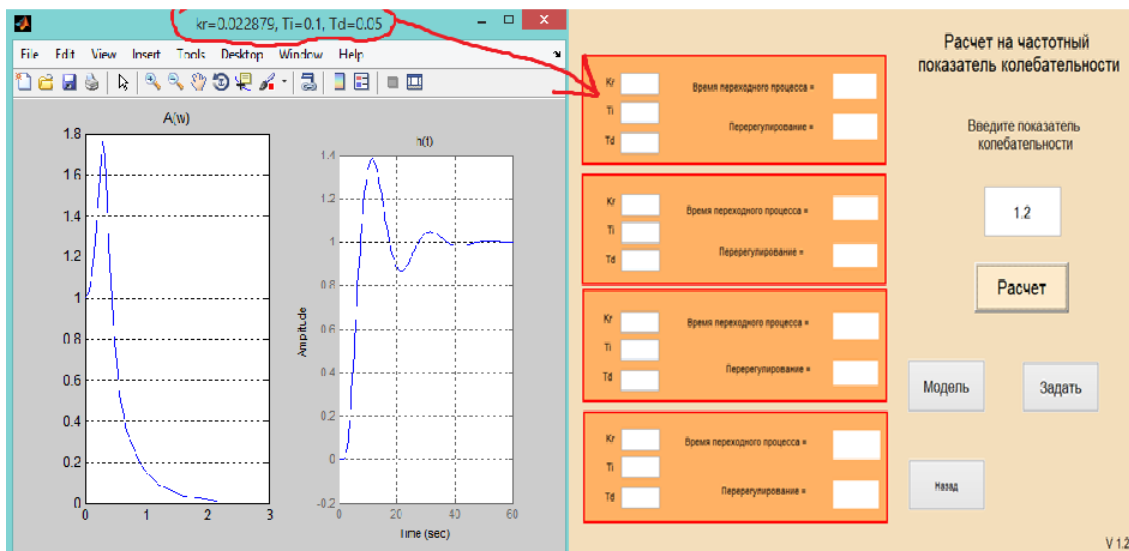 kr=0.022879, Ti=0.1, Td=0.05
File Edit View Insert Tools Desktop Window Help
A(w)
1.8
1.6
1.4
1.2
1
0.8
0.6
0.4
0.2
0
0 1 2 3
h(t)
1.4
1.2
1
0.8
0.6
0.4
0.2
0
-0.2
0 20 40 60
Amplitude
Time (sec)
Kr
Ti
Td
Время переходного процесса =
Перерегулирование =
Kr
Ti
Td
Время переходного процесса =
Перерегулирование =
Kr
Ti
Td
Время переходного процесса =
Перерегулирование =
Kr
Ti
Td
Время переходного процесса =
Перерегулирование =
Расчет на частотный
показатель колебательности
Введите показатель
колебательности
1.2
Расчет
Модель
Задать
Назад
V 1.2